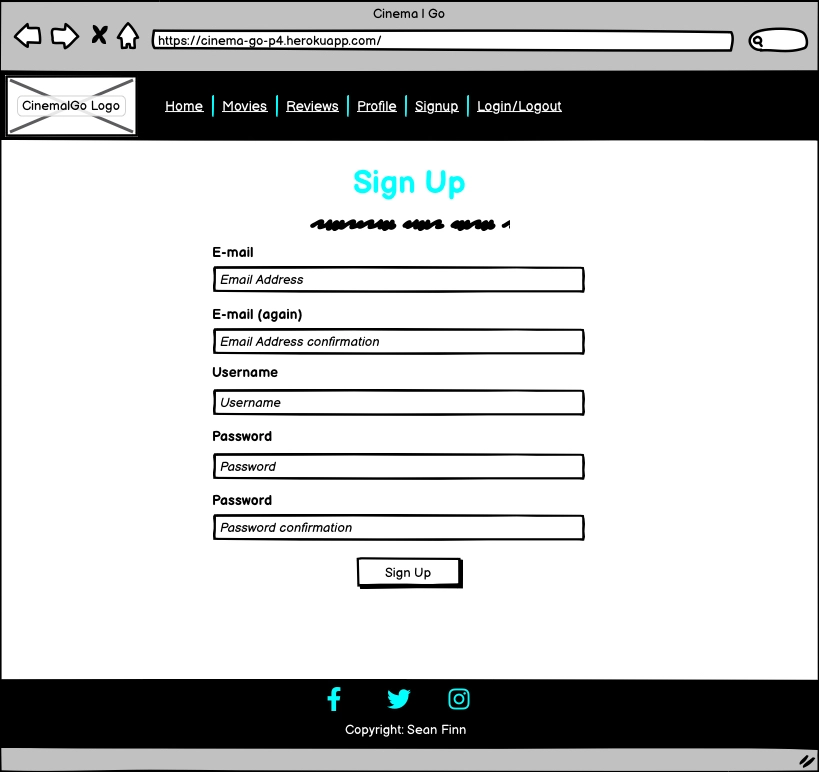 Cinema I Go
https://cinema-go-p4.herokuapp.com/
CinemaIGo Logo
Home Movies Reviews Profile Signup Login/Logout
Sign Up
E-mail
Email Address
E-mail (again)
Email Address confirmation
Username
Username
Password
Password
Password
Password confirmation
Sign Up
Copyright: Sean Finn